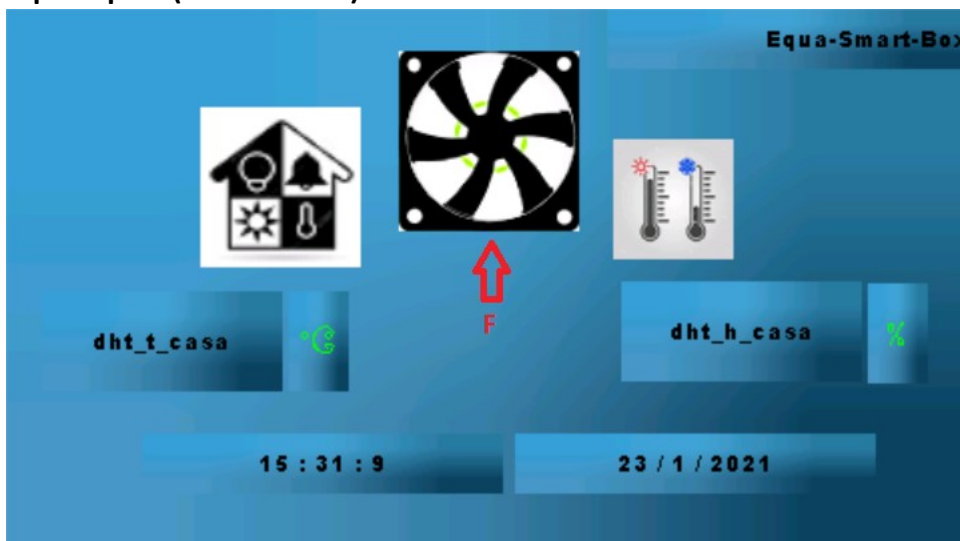 Equa-Smart-Box
F
dht_t_casa °C
dht_h_casa %
15 : 31 : 9
23 / 1 / 2021